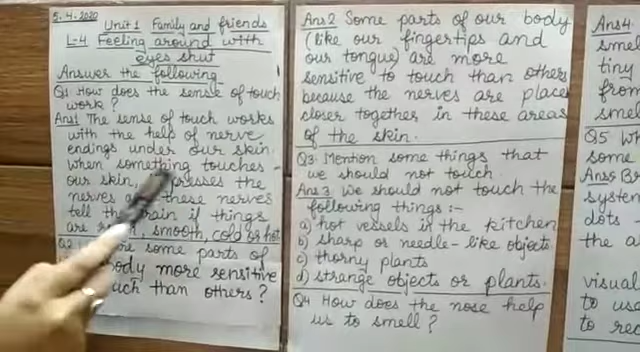 5.4.2020
Unit 1 Family and friends
L-4 Feeling around with
eyes shut
Answer the following
Q1 How does the sense of touch
work?
Ans1 The sense of touch works
with the help of nerve
endings under our skin.
When something touches
our skin, presses the
nerves these nerves
tell the brain if things
are smooth, cold or hot
Q2 some parts of
body more sensitive
than others?
Ans 2 Some parts of our body
(like our fingertips and
our tongue) are more
sensitive to touch than others
because the nerves are place
closer together in these areas
of the skin.
Q3. Mention some things that
we should not touch.
Ans 3 We should not touch the
following things :-
a) hot vessels in the kitchen
b) sharp or needle-like objects.
c) thorny plants
d) strange objects or plants.
Q4 How does the nose help
us to smell?
Ans4
smel
tiny
from
smel
Q5
some
Ans5 Br
system
dots -
the a
visual
to us
to rec